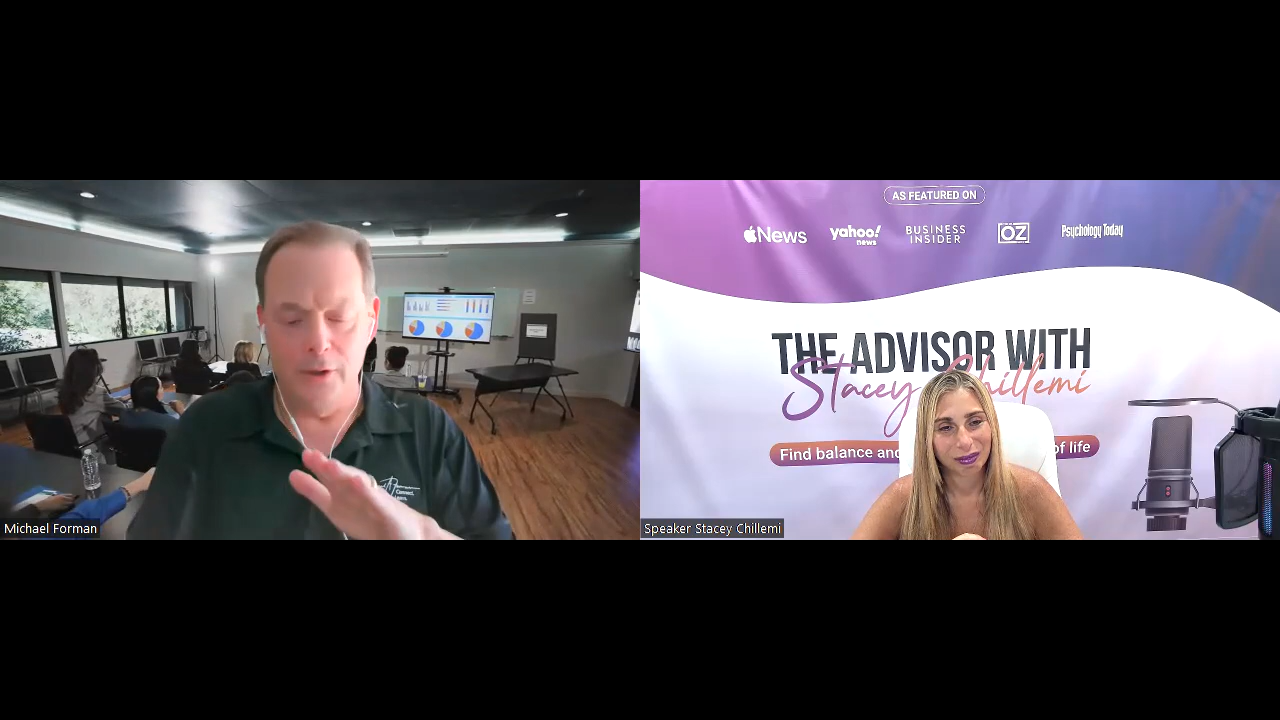 AS FEATURED ON
News
yahoo!
news
BUSINESS
INSIDER
OZ
Psychology Today
THE ADVISOR WITH
Stacey Chillemi
Find balance and
of life
Connect.
Michael Forman
Speaker Stacey Chillemi